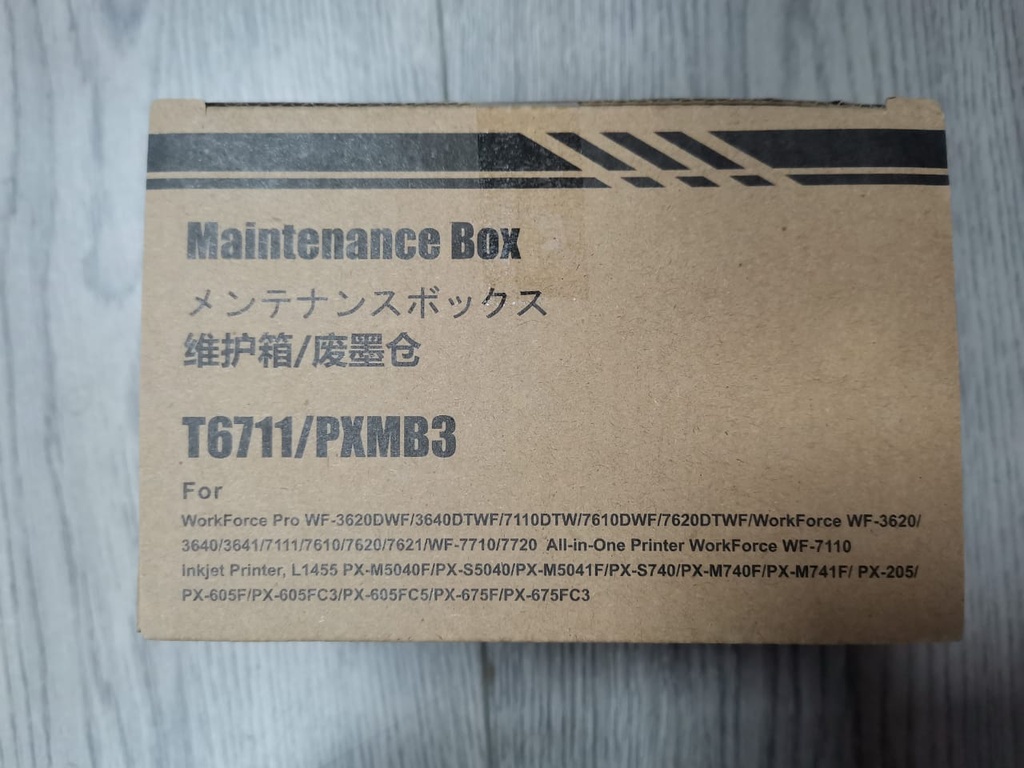 Maintenance Box
メンテナンスボックス
维护箱/废墨仓
T6711/PXMB3
For
WorkForce Pro WF-3620DWF/3640DTWF/7110DTW/7610DWF/7620DTWF/WorkForce WF-3620/
3640/3641/7111/7610/7620/7621/WF-7710/7720 All-in-One Printer WorkForce WF-7110
Inkjet Printer, L1455 PX-M5040F/PX-S5040/PX-M5041F/PX-S740/PX-M740F/PX-M741F/ PX-205/
PX-605F/PX-605FC3/PX-605FC5/PX-675F/PX-675FC3